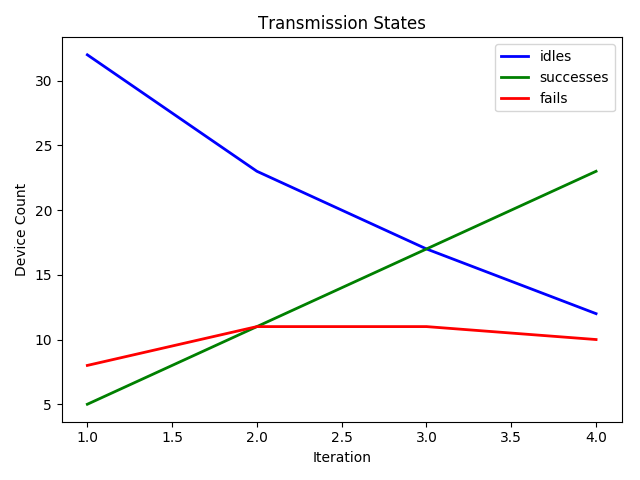 Transmission States
idles
successes
fails
Device Count
30
25
20
15
10
5
1.0 1.5 2.0 2.5 3.0 3.5 4.0
Iteration